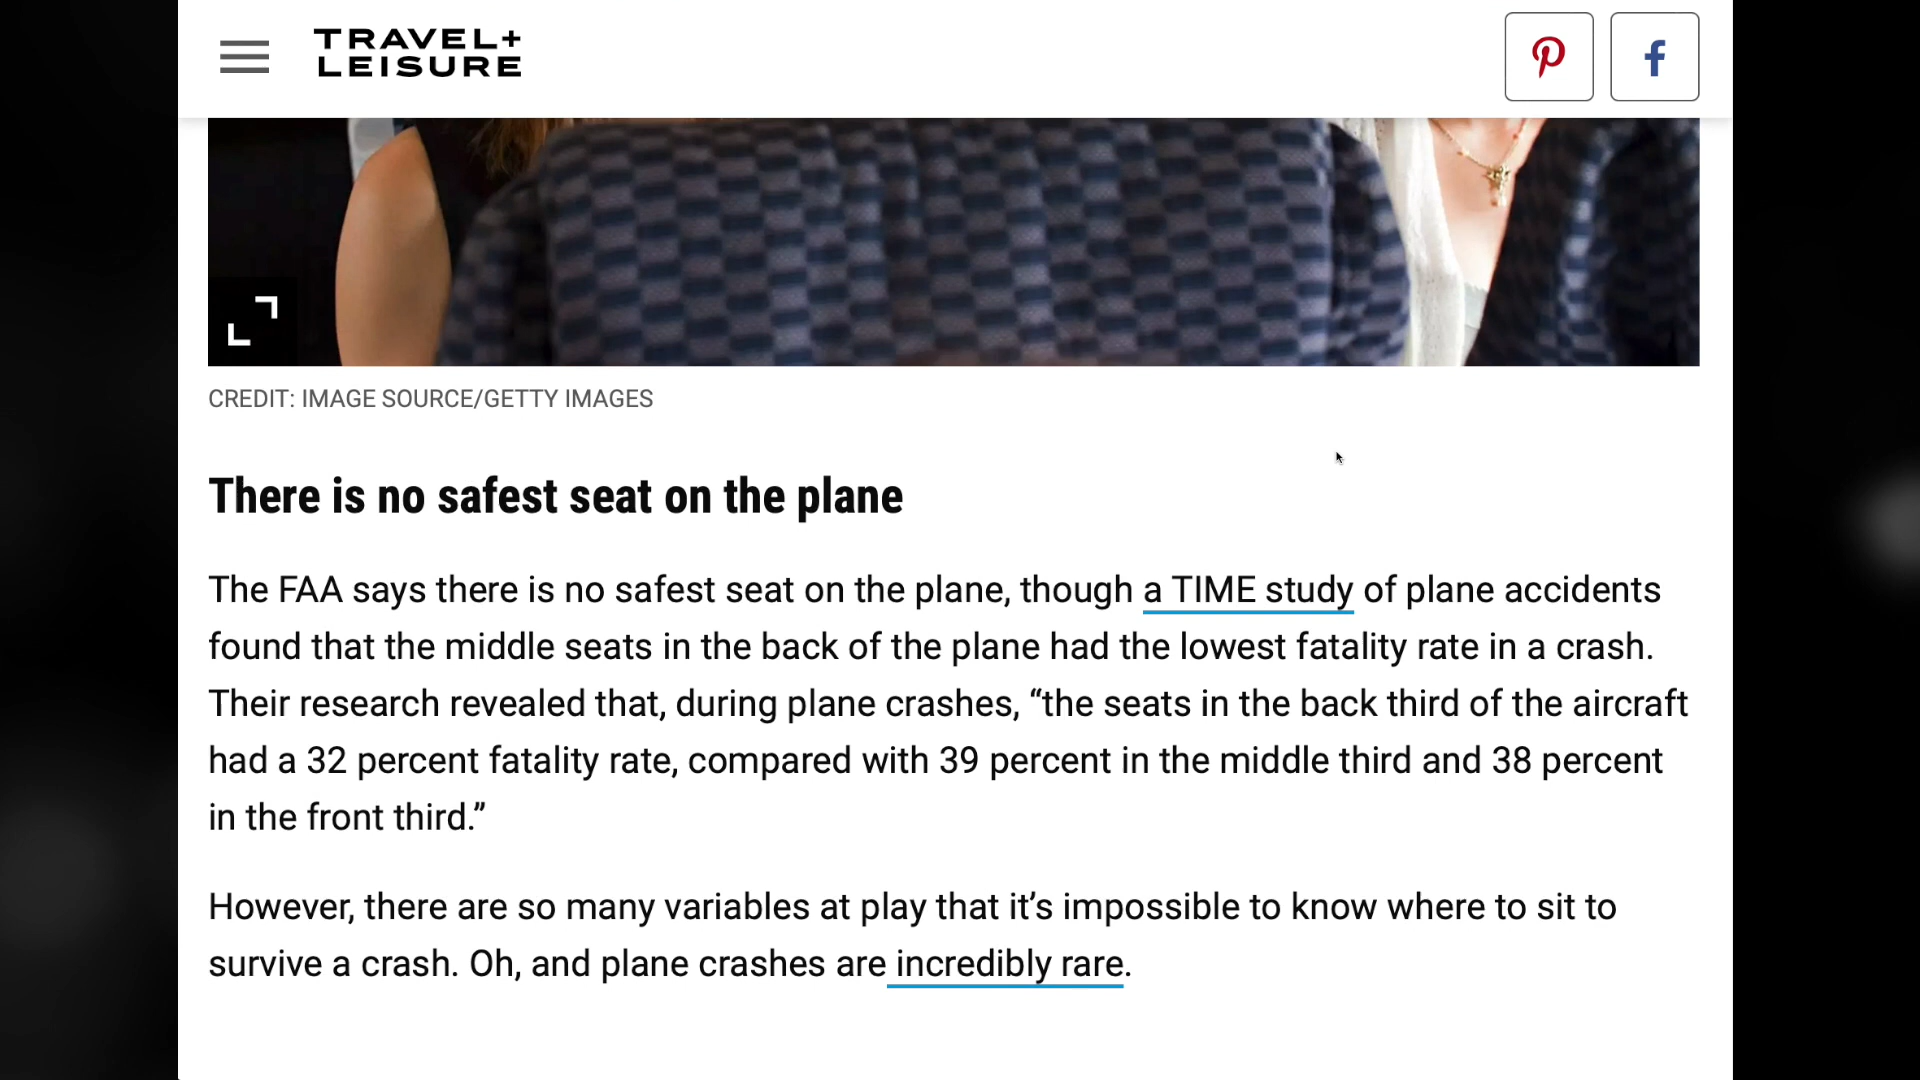 TRAVEL+
LEISURE
CREDIT: IMAGE SOURCE/GETTY IMAGES
There is no safest seat on the plane
The FAA says there is no safest seat on the plane, though a TIME study of plane accidents
found that the middle seats in the back of the plane had the lowest fatality rate in a crash.
Their research revealed that, during plane crashes, “the seats in the back third of the aircraft
had a 32 percent fatality rate, compared with 39 percent in the middle third and 38 percent
in the front third.”
However, there are so many variables at play that it’s impossible to know where to sit to
survive a crash. Oh, and plane crashes are incredibly rare.